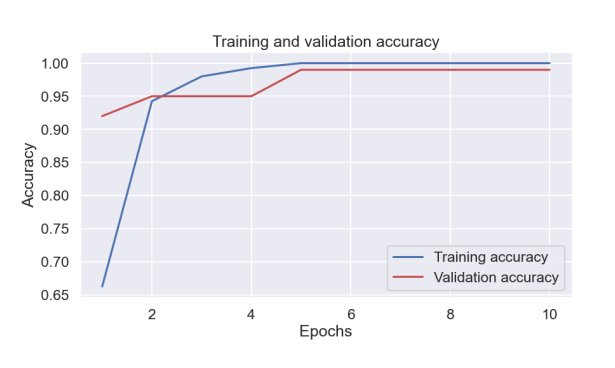 Training and validation accuracy
1.00
0.95
0.90
0.85
0.80
0.75
0.70
0.65
Accuracy
Training accuracy
Validation accuracy
2 4 6 8 10
Epochs